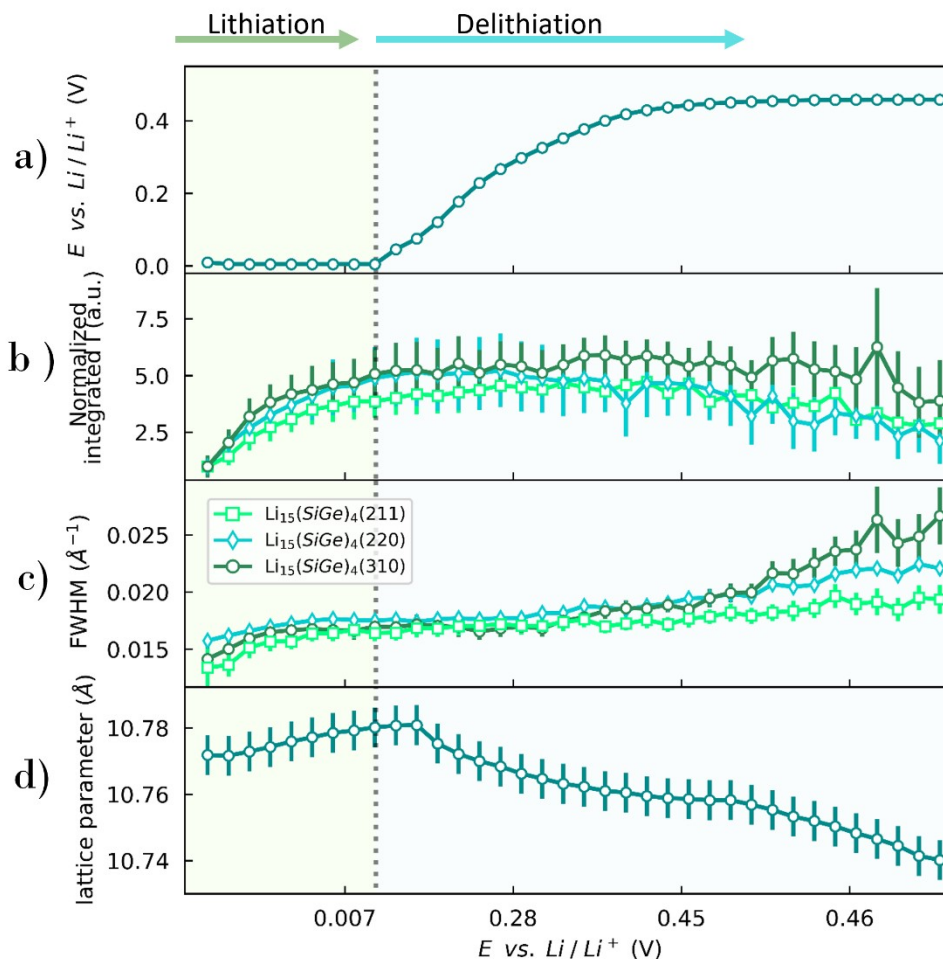 Lithiation
Delithiation
a)
E vs. Li / Li⁺ (V)
0.4
0.2
0.0
b )
Normalized
integrated I (a.u.)
7.5
5.0
2.5
c)
FWHM (Å⁻¹)
0.025
0.020
0.015
Li₁₅(SiGe)₄(211)
Li₁₅(SiGe)₄(220)
Li₁₅(SiGe)₄(310)
d)
lattice parameter (Å)
10.78
10.76
10.74
0.007 0.28 0.45 0.46
E vs. Li / Li⁺ (V)